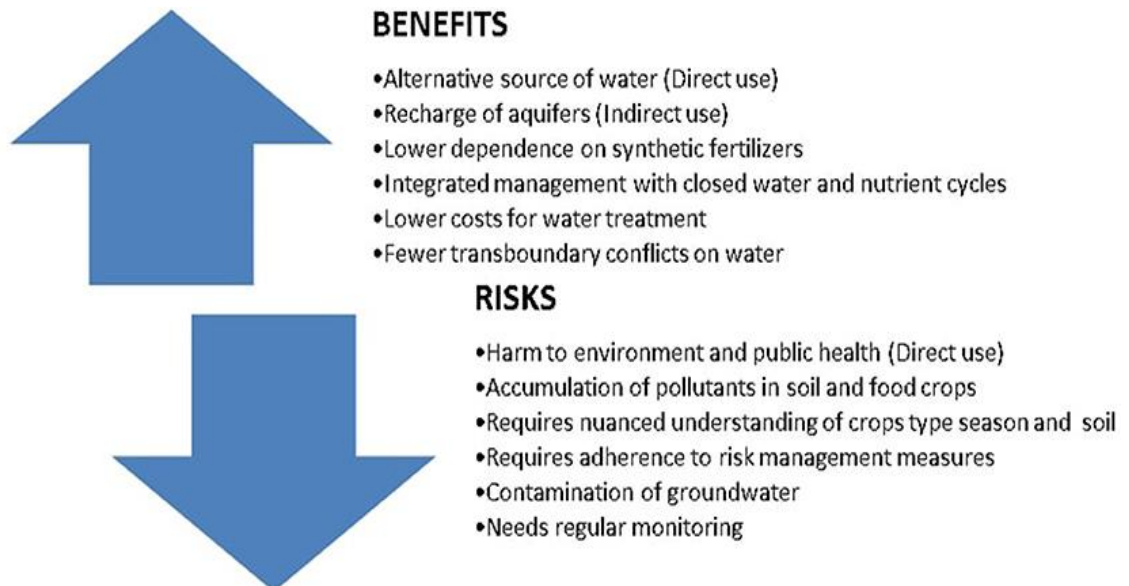 BENEFITS
•Alternative source of water (Direct use)
•Recharge of aquifers (Indirect use)
•Lower dependence on synthetic fertilizers
•Integrated management with closed water and nutrient cycles
•Lower costs for water treatment
•Fewer transboundary conflicts on water
RISKS
•Harm to environment and public health (Direct use)
•Accumulation of pollutants in soil and food crops
•Requires nuanced understanding of crops type season and soil
•Requires adherence to risk management measures
•Contamination of groundwater
•Needs regular monitoring